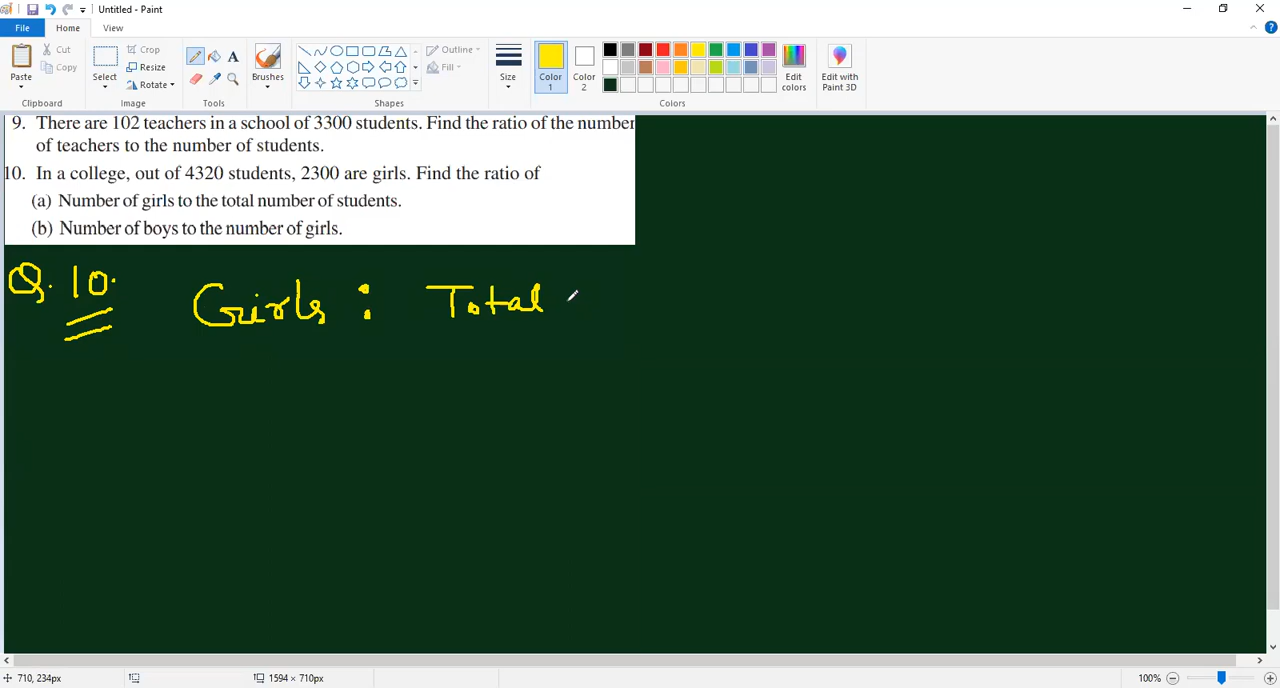 Untitled - Paint
File Home View
Paste
Cut
Copy
Clipboard
Select
Crop
Resize
Rotate
Image
A
Tools
Brushes
Outline
Fill
Shapes
Size
Color 1
Color 2
Edit colors
Colors
Edit with Paint 3D
9. There are 102 teachers in a school of 3300 students. Find the ratio of the number
of teachers to the number of students.
10. In a college, out of 4320 students, 2300 are girls. Find the ratio of
(a) Number of girls to the total number of students.
(b) Number of boys to the number of girls.
Q. 10. Girls : Total
710, 234px 1594 × 710px 100%